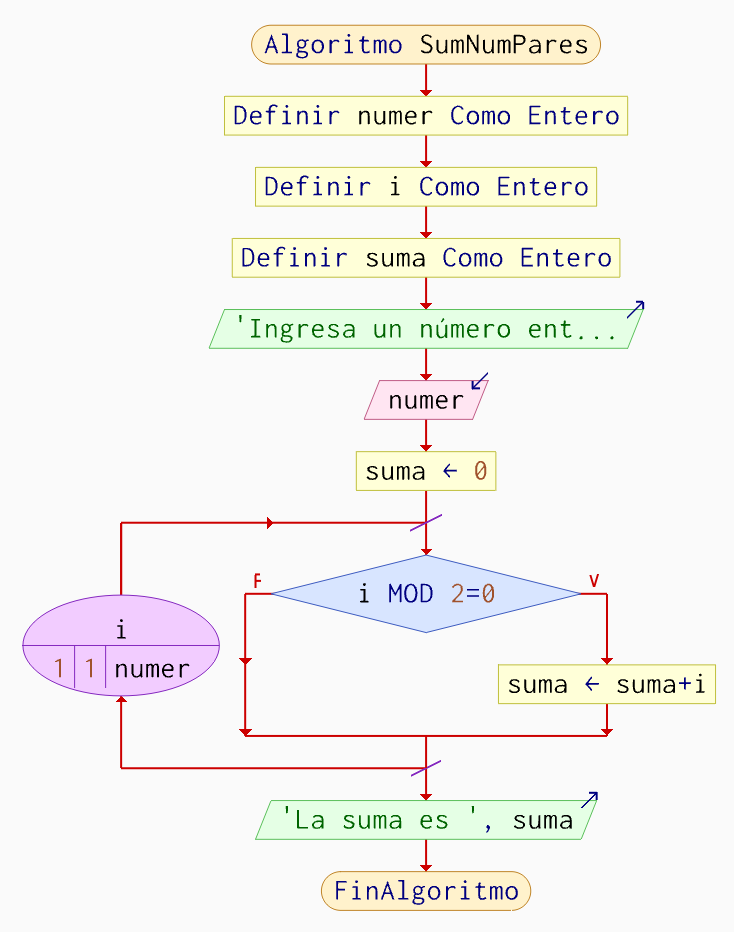 Algoritmo SumNumPares
Definir numer Como Entero
Definir i Como Entero
Definir suma Como Entero
'Ingresa un número ent...
numer
suma ← 0
i MOD 2=0
F
V
suma ← suma+i
i
1 1 numer
'La suma es ', suma
FinAlgoritmo